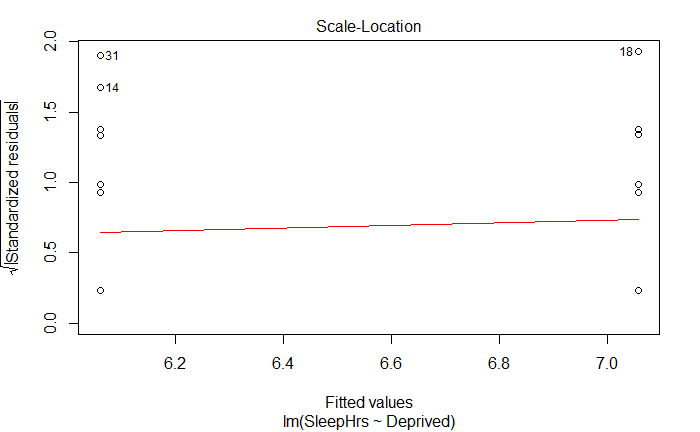 Scale-Location
2.0
1.5
1.0
0.5
0.0
√|Standardized residuals|
31
14
18
6.2 6.4 6.6 6.8 7.0
Fitted values
lm(SleepHrs ~ Deprived)